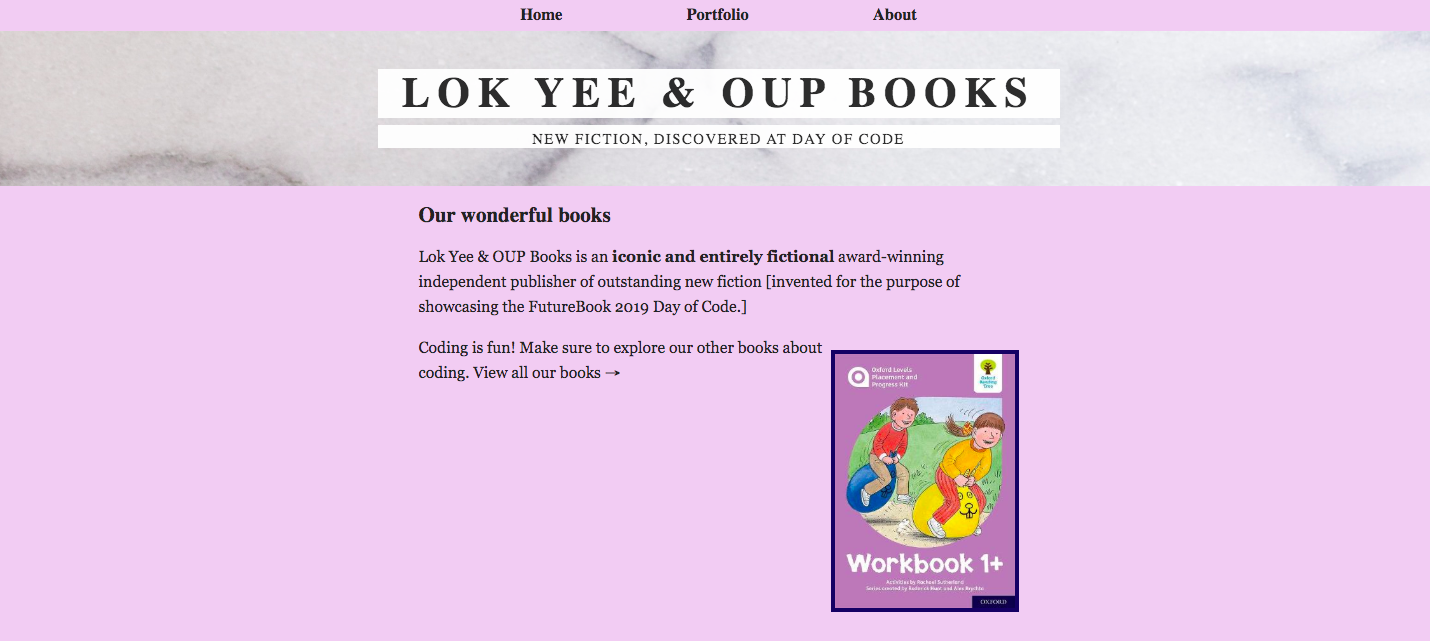 Home Portfolio About
LOK YEE & OUP BOOKS
NEW FICTION, DISCOVERED AT DAY OF CODE
Our wonderful books
Lok Yee & OUP Books is an iconic and entirely fictional award-winning
independent publisher of outstanding new fiction [invented for the purpose of
showcasing the FutureBook 2019 Day of Code.]
Coding is fun! Make sure to explore our other books about
coding. View all our books →
Oxford Levels
Placement and
Progress Kit
Oxford
Reading
Tree
Workbook 1+
Activities by Rachael Sutherland
Series created by Roderick Hunt and Alex Brychta
OXFORD